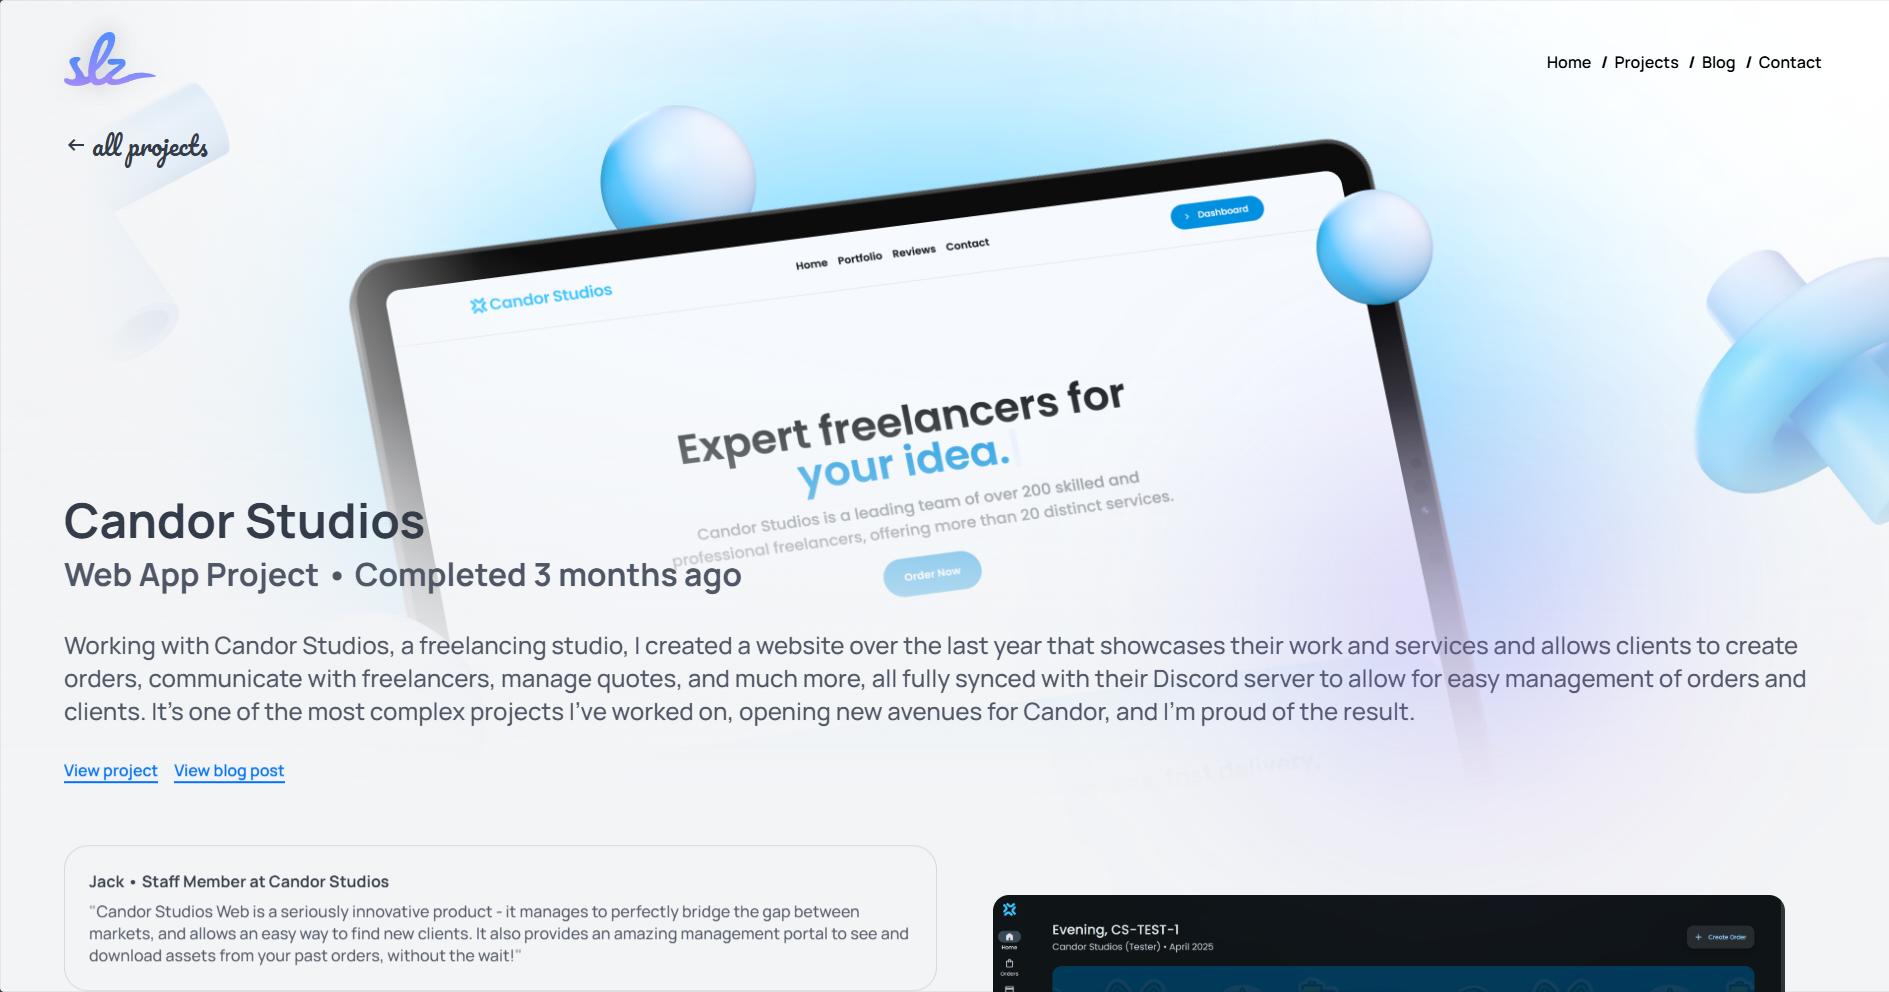 slz
Home / Projects / Blog / Contact
← all projects
Dashboard
Home Portfolio Reviews Contact
Candor Studios
Expert freelancers for
your idea.
Candor Studios is a leading team of over 200 skilled and
professional freelancers, offering more than 20 distinct services.
Order Now
Candor Studios
Web App Project • Completed 3 months ago
Working with Candor Studios, a freelancing studio, I created a website over the last year that showcases their work and services and allows clients to create
orders, communicate with freelancers, manage quotes, and much more, all fully synced with their Discord server to allow for easy management of orders and
clients. It's one of the most complex projects I've worked on, opening new avenues for Candor, and I'm proud of the result.
fast delivery,
View project View blog post
Jack • Staff Member at Candor Studios
"Candor Studios Web is a seriously innovative product - it manages to perfectly bridge the gap between
markets, and allows an easy way to find new clients. It also provides an amazing management portal to see and
download assets from your past orders, without the wait!"
Home
Orders
Evening, CS-TEST-1
Candor Studios (Tester) • April 2025
+ Create Order